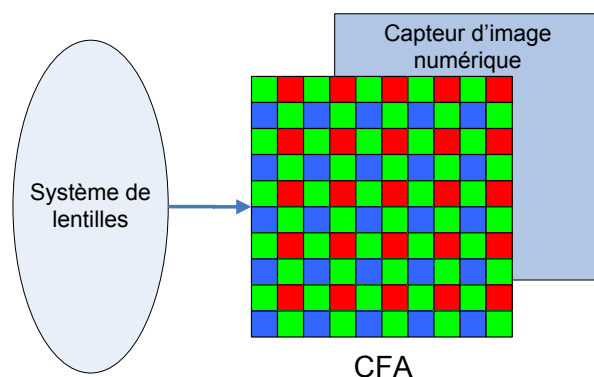 Capteur d'image
numérique
Système de
lentilles
CFA